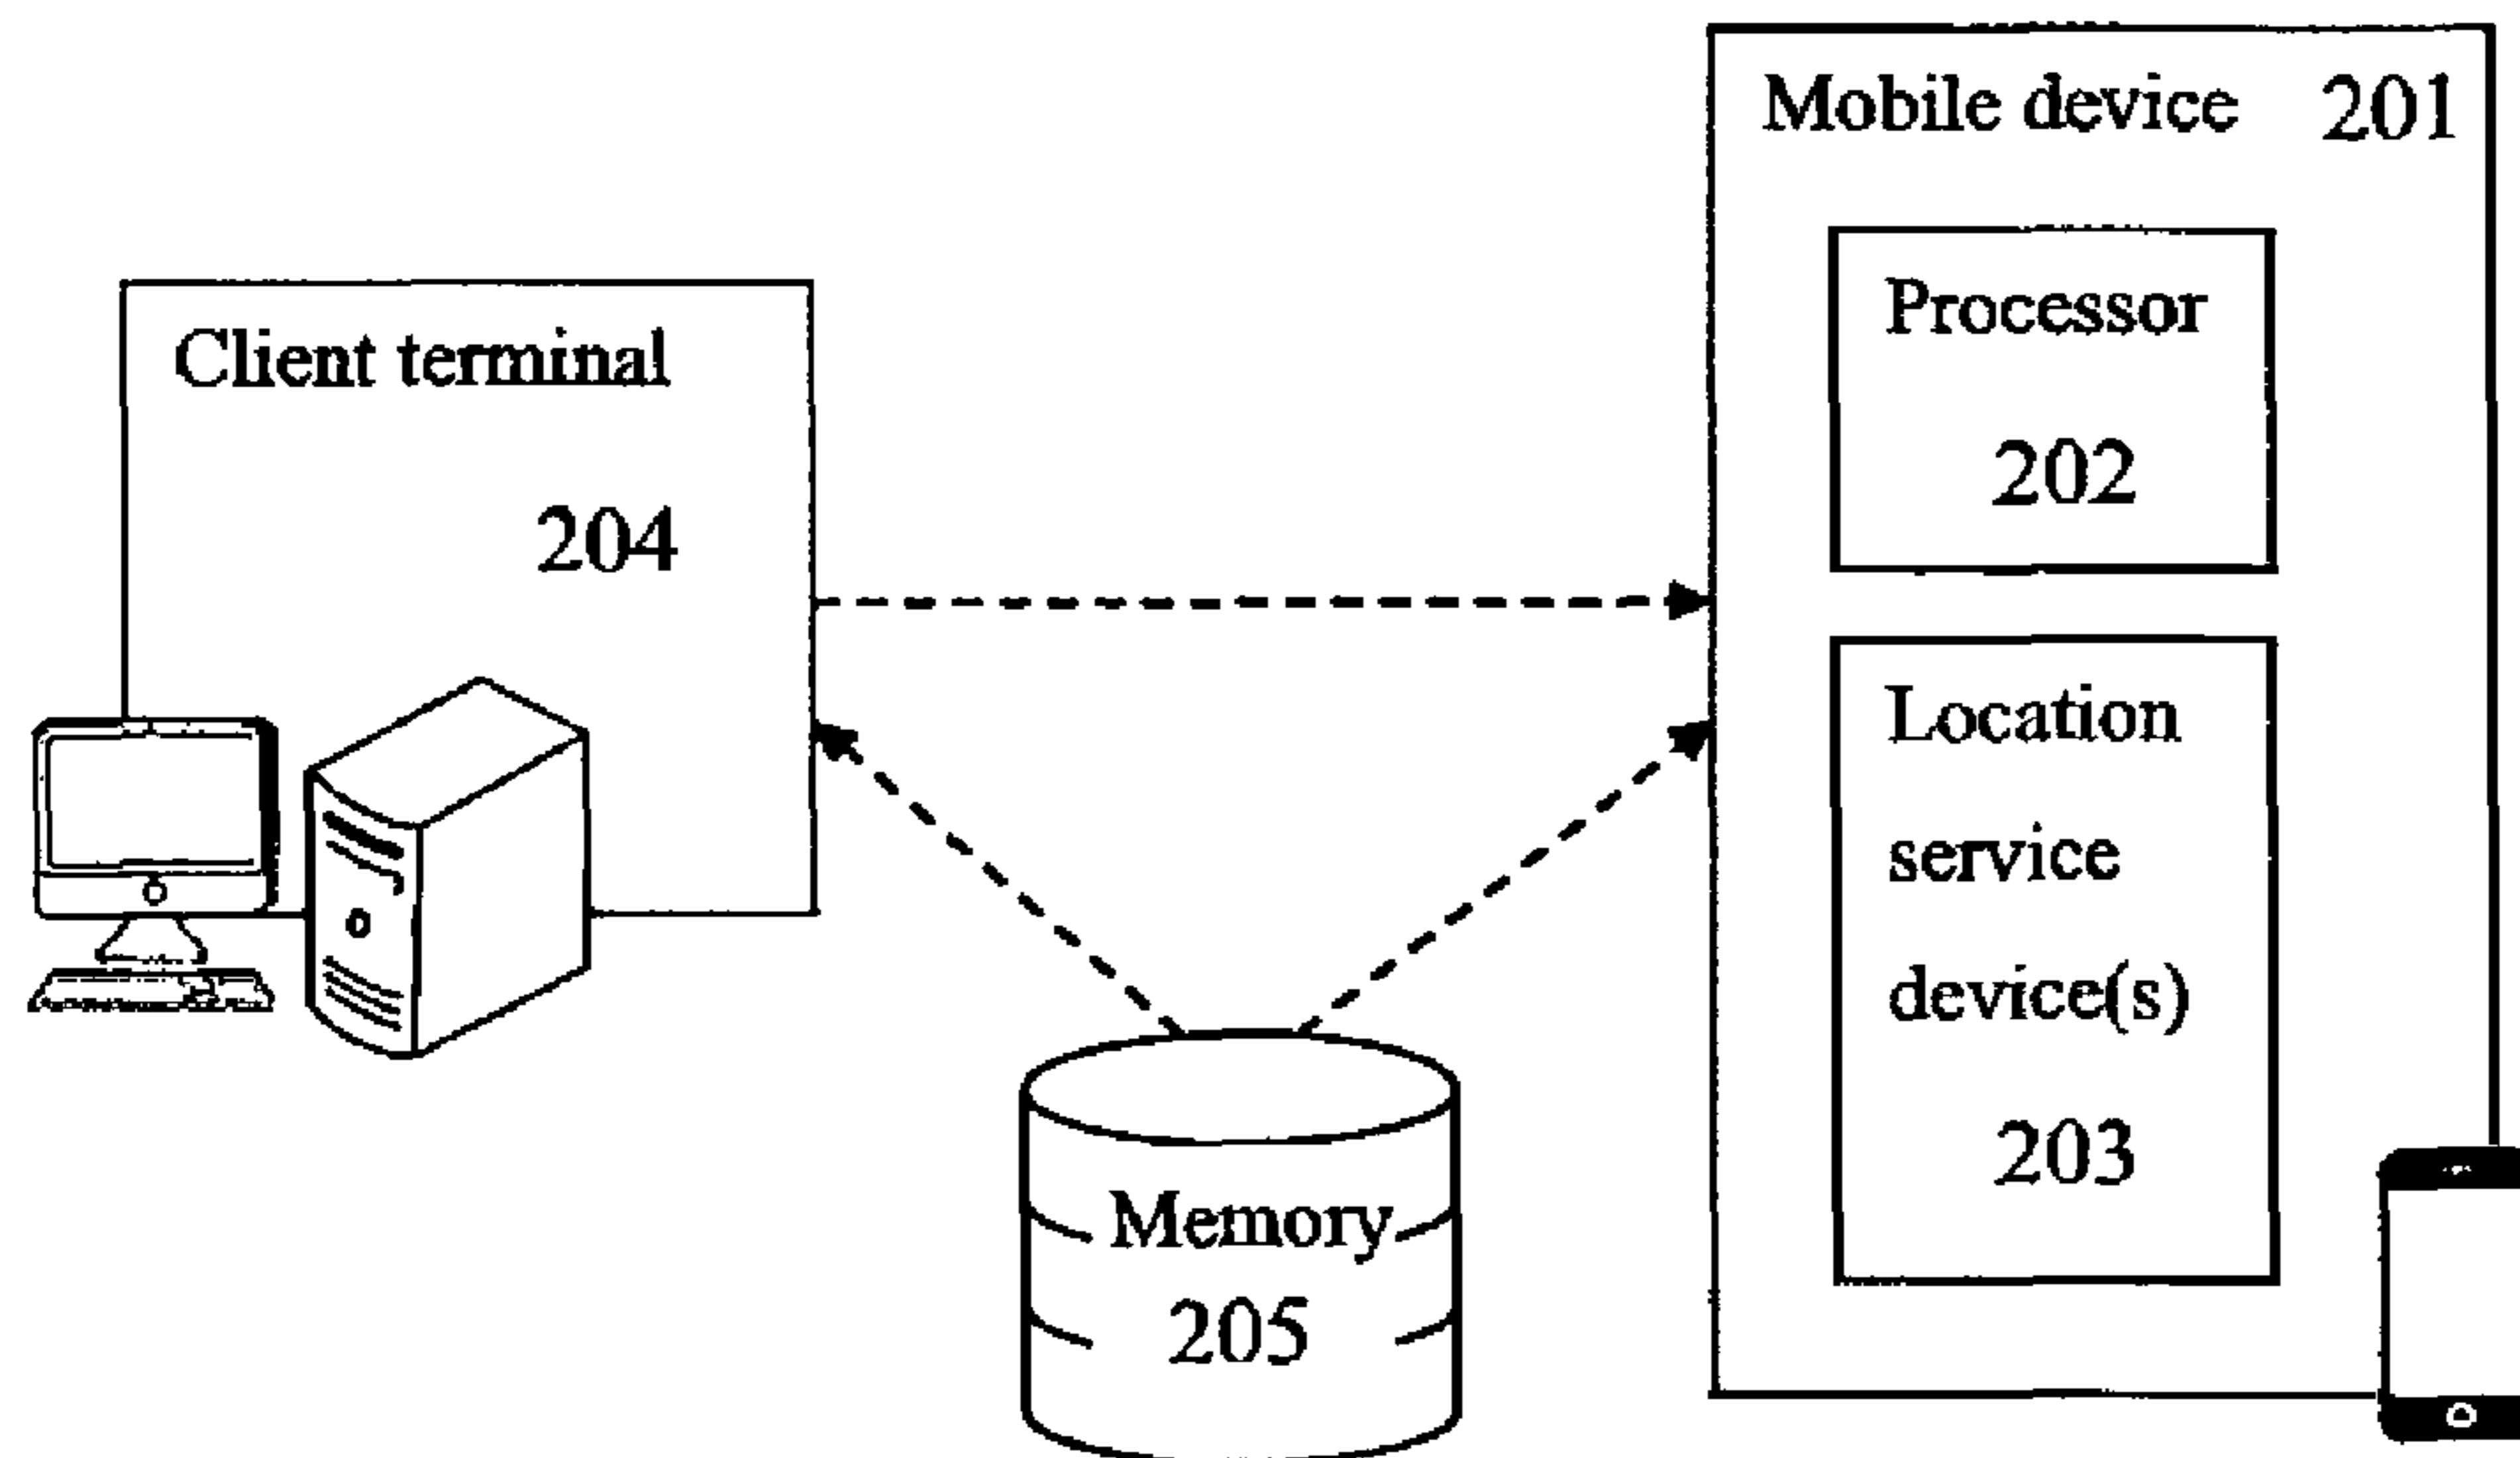 Mobile device 201
Processor
202
Client terminal
204
Location
service
device(s)
203
Memory
205